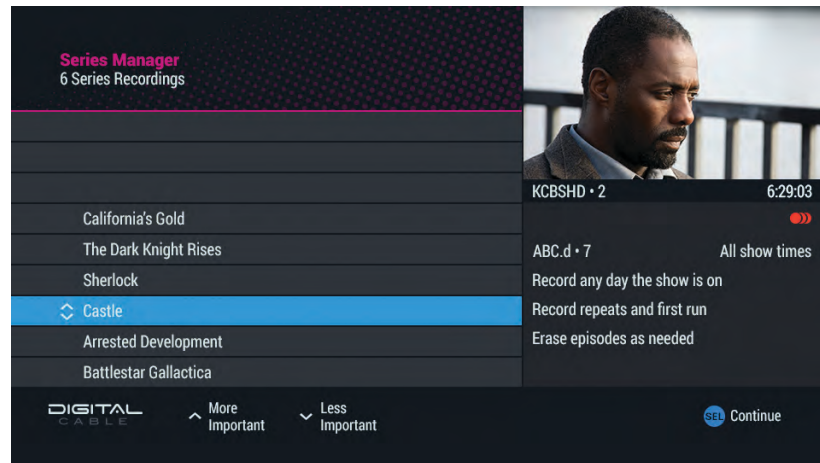 Series Manager
6 Series Recordings
KCBSHD • 2 6:29:03
California's Gold
The Dark Knight Rises
Sherlock
Castle
Arrested Development
Battlestar Gallactica
ABC.d • 7 All show times
Record any day the show is on
Record repeats and first run
Erase episodes as needed
DIGITAL
CABLE
More
Important
Less
Important
SEL Continue